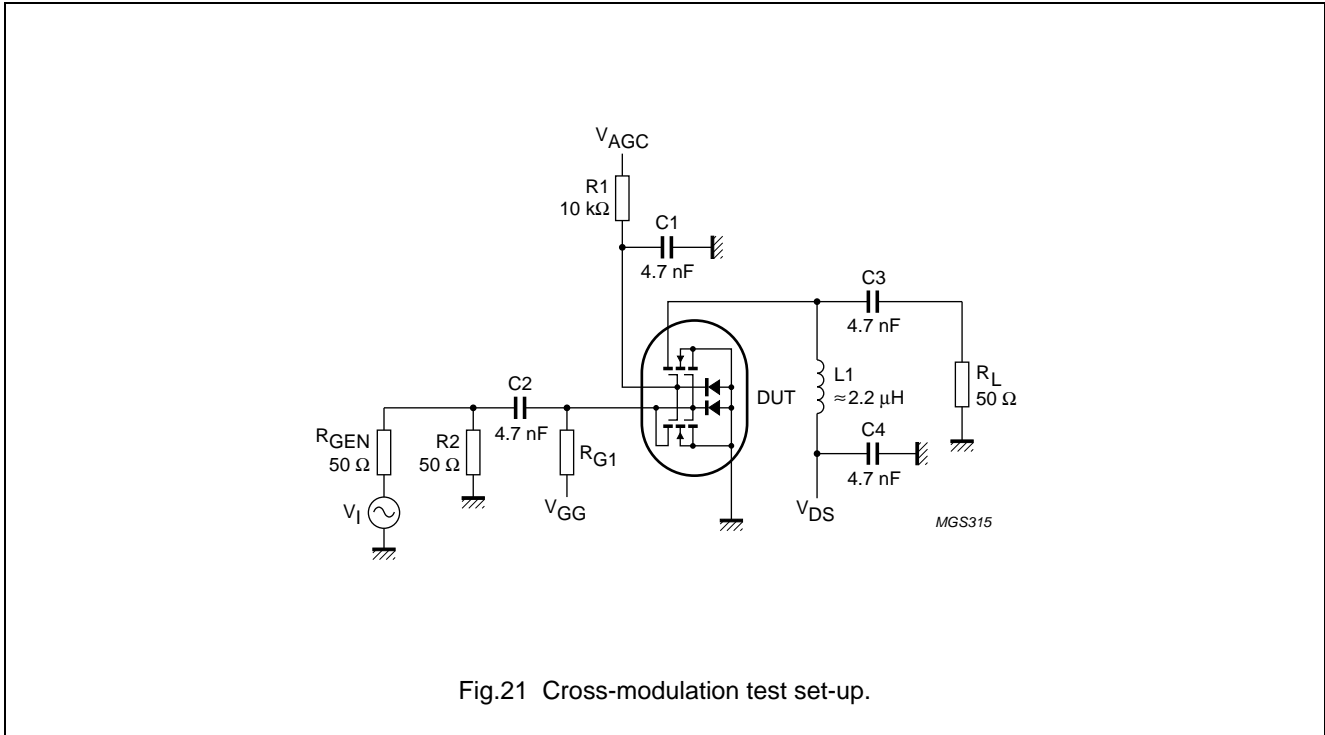 VAGC
R1
10 kΩ
C1
4.7 nF
C3
4.7 nF
L1
≈2.2 μH
RL
50 Ω
DUT
C2
4.7 nF
C4
4.7 nF
RGEN
50 Ω
R2
50 Ω
RG1
VI
VGG
VDS
MGS315
Fig.21 Cross-modulation test set-up.